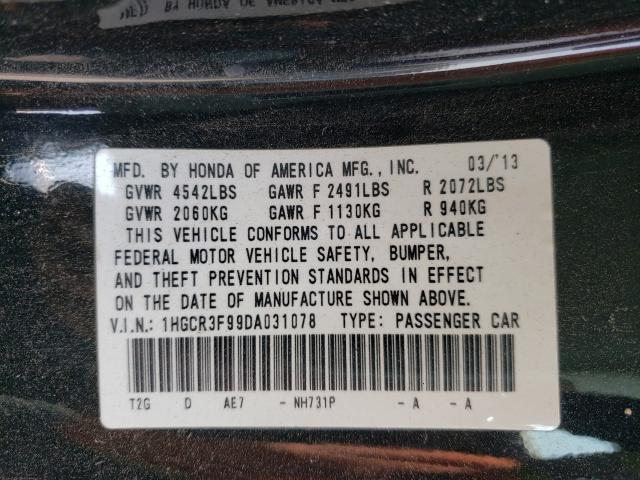 MFD. BY HONDA OF AMERICA MFG., INC. 03/'13
GVWR 4542LBS GAWR F 2491LBS R 2072LBS
GVWR 2060KG GAWR F 1130KG R 940KG
THIS VEHICLE CONFORMS TO ALL APPLICABLE
FEDERAL MOTOR VEHICLE SAFETY, BUMPER,
AND THEFT PREVENTION STANDARDS IN EFFECT
ON THE DATE OF MANUFACTURE SHOWN ABOVE.
V.I.N.: 1HGCR3F99DA031078 TYPE: PASSENGER CAR
T2G D AE7 - NH731P - A - A